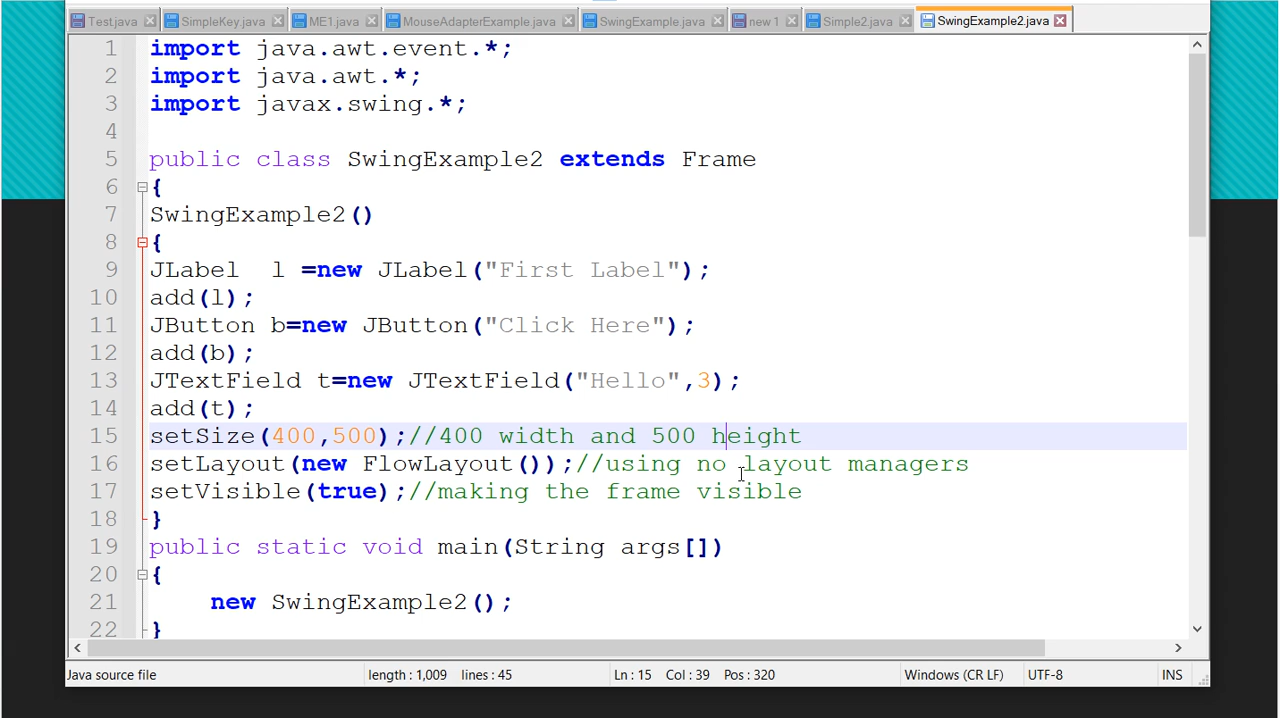 Test.java SimpleKey.java ME1.java MouseAdapterExample.java SwingExample.java new 1 Simple2.java SwingExample2.java
1 import java.awt.event.*;
2 import java.awt.*;
3 import javax.swing.*;
4
5 public class SwingExample2 extends Frame
6 {
7 SwingExample2()
8 {
9 JLabel  l =new JLabel("First Label");
10 add(l);
11 JButton b=new JButton("Click Here");
12 add(b);
13 JTextField t=new JTextField("Hello",3);
14 add(t);
15 setSize(400,500);//400 width and 500 height
16 setLayout(new FlowLayout());//using no layout managers
17 setVisible(true);//making the frame visible
18 }
19 public static void main(String args[])
20 {
21     new SwingExample2();
22 }
Java source file length : 1,009 lines : 45 Ln : 15 Col : 39 Pos : 320 Windows (CR LF) UTF-8 INS